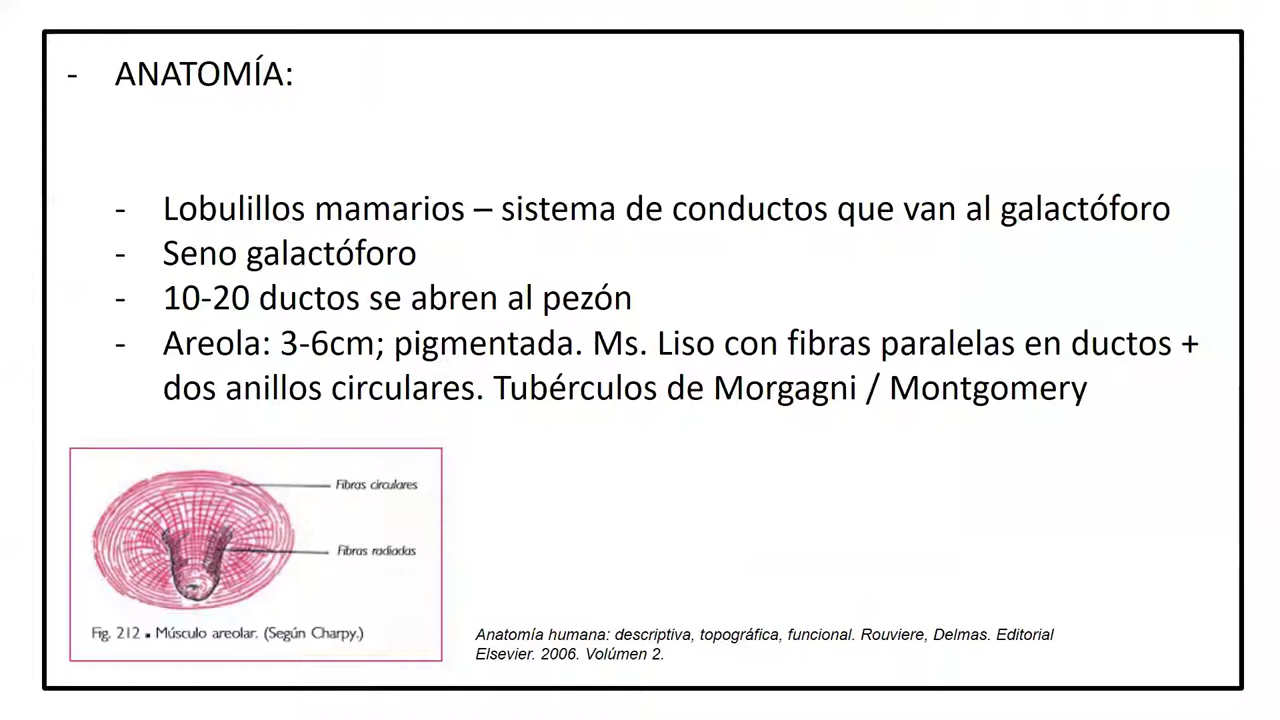 - ANATOMÍA:
- Lobulillos mamarios – sistema de conductos que van al galactóforo
- Seno galactóforo
- 10-20 ductos se abren al pezón
- Areola: 3-6cm; pigmentada. Ms. Liso con fibras paralelas en ductos +
dos anillos circulares. Tubérculos de Morgagni / Montgomery
Fibras circulares
Fibras radiadas
Fig. 212 ▪ Músculo areolar. (Según Charpy.)
Anatomía humana: descriptiva, topográfica, funcional. Rouviere, Delmas. Editorial
Elsevier. 2006. Volúmen 2.